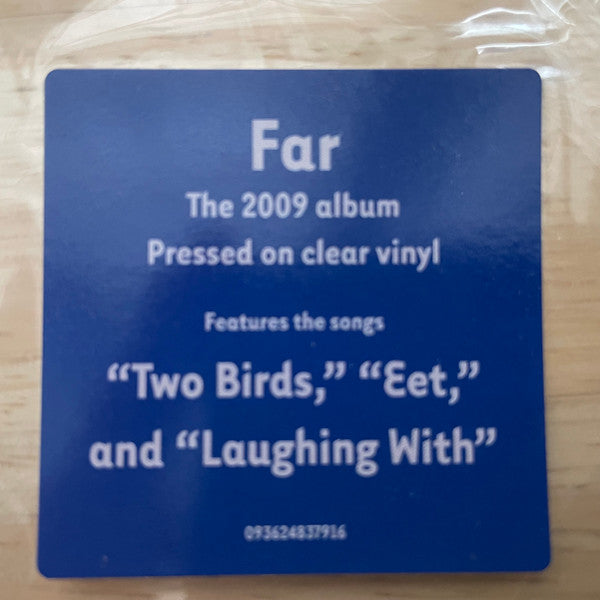 Far
The 2009 album
Pressed on clear vinyl
Features the songs
“Two Birds,” “Eet,”
and “Laughing With”
093624837916